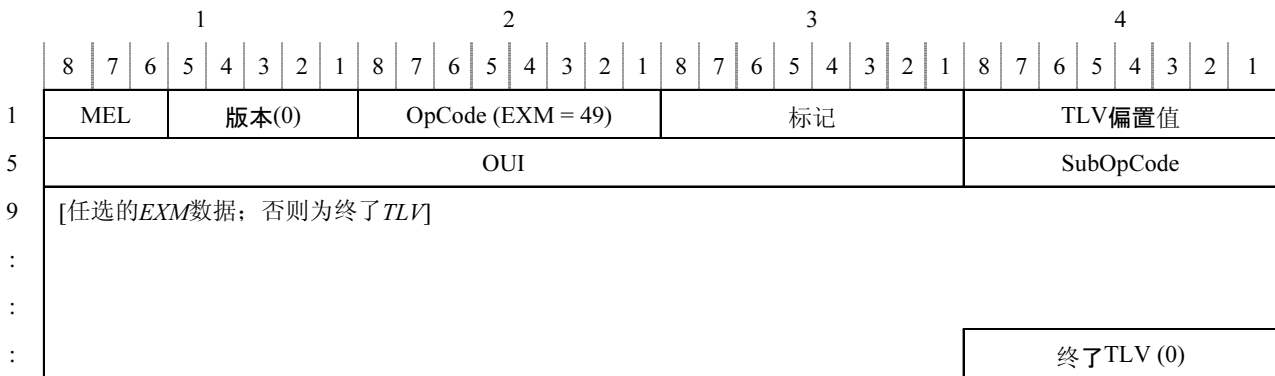 1 2 3 4
8 7 6 5 4 3 2 1 8 7 6 5 4 3 2 1 8 7 6 5 4 3 2 1 8 7 6 5 4 3 2 1
1 MEL 版本(0) OpCode (EXM = 49) 标记 TLV偏置值
5 OUI SubOpCode
9 [任选的EXM数据；否则为终了TLV]
:
:
: 终了TLV (0)